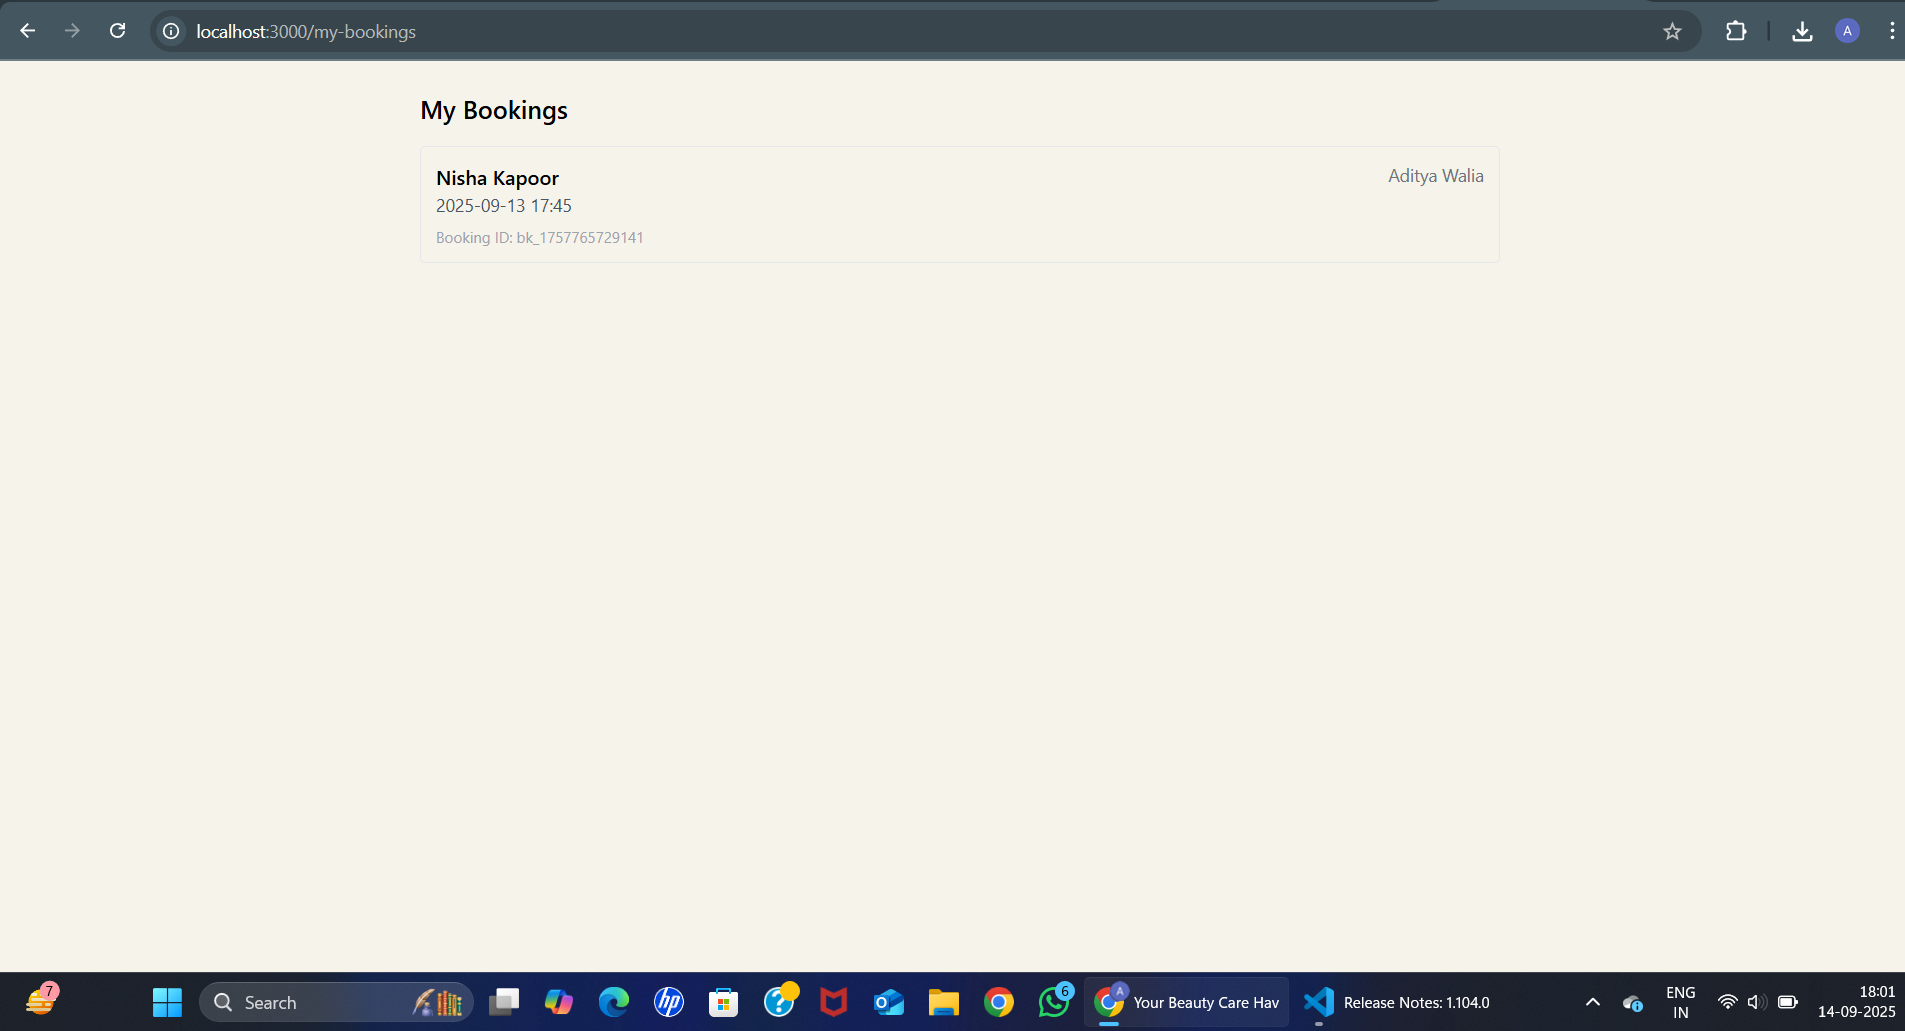 localhost:3000/my-bookings
A
My Bookings
Nisha Kapoor
Aditya Walia
2025-09-13 17:45
Booking ID: bk_1757765729141
7
Search
hp
6
A
Your Beauty Care Hav
Release Notes: 1.104.0
ENG
IN
18:01
14-09-2025